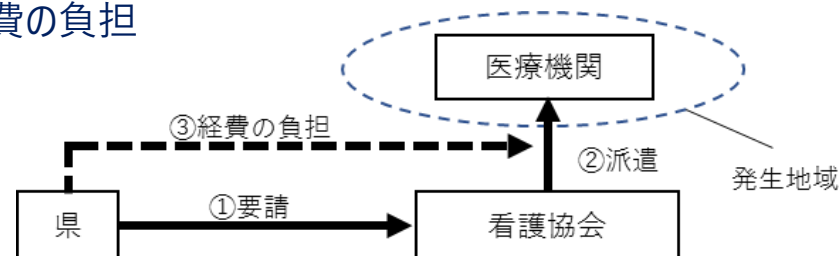 費の負担
医療機関
③経費の負担
②派遣
発生地域
①要請
県
看護協会